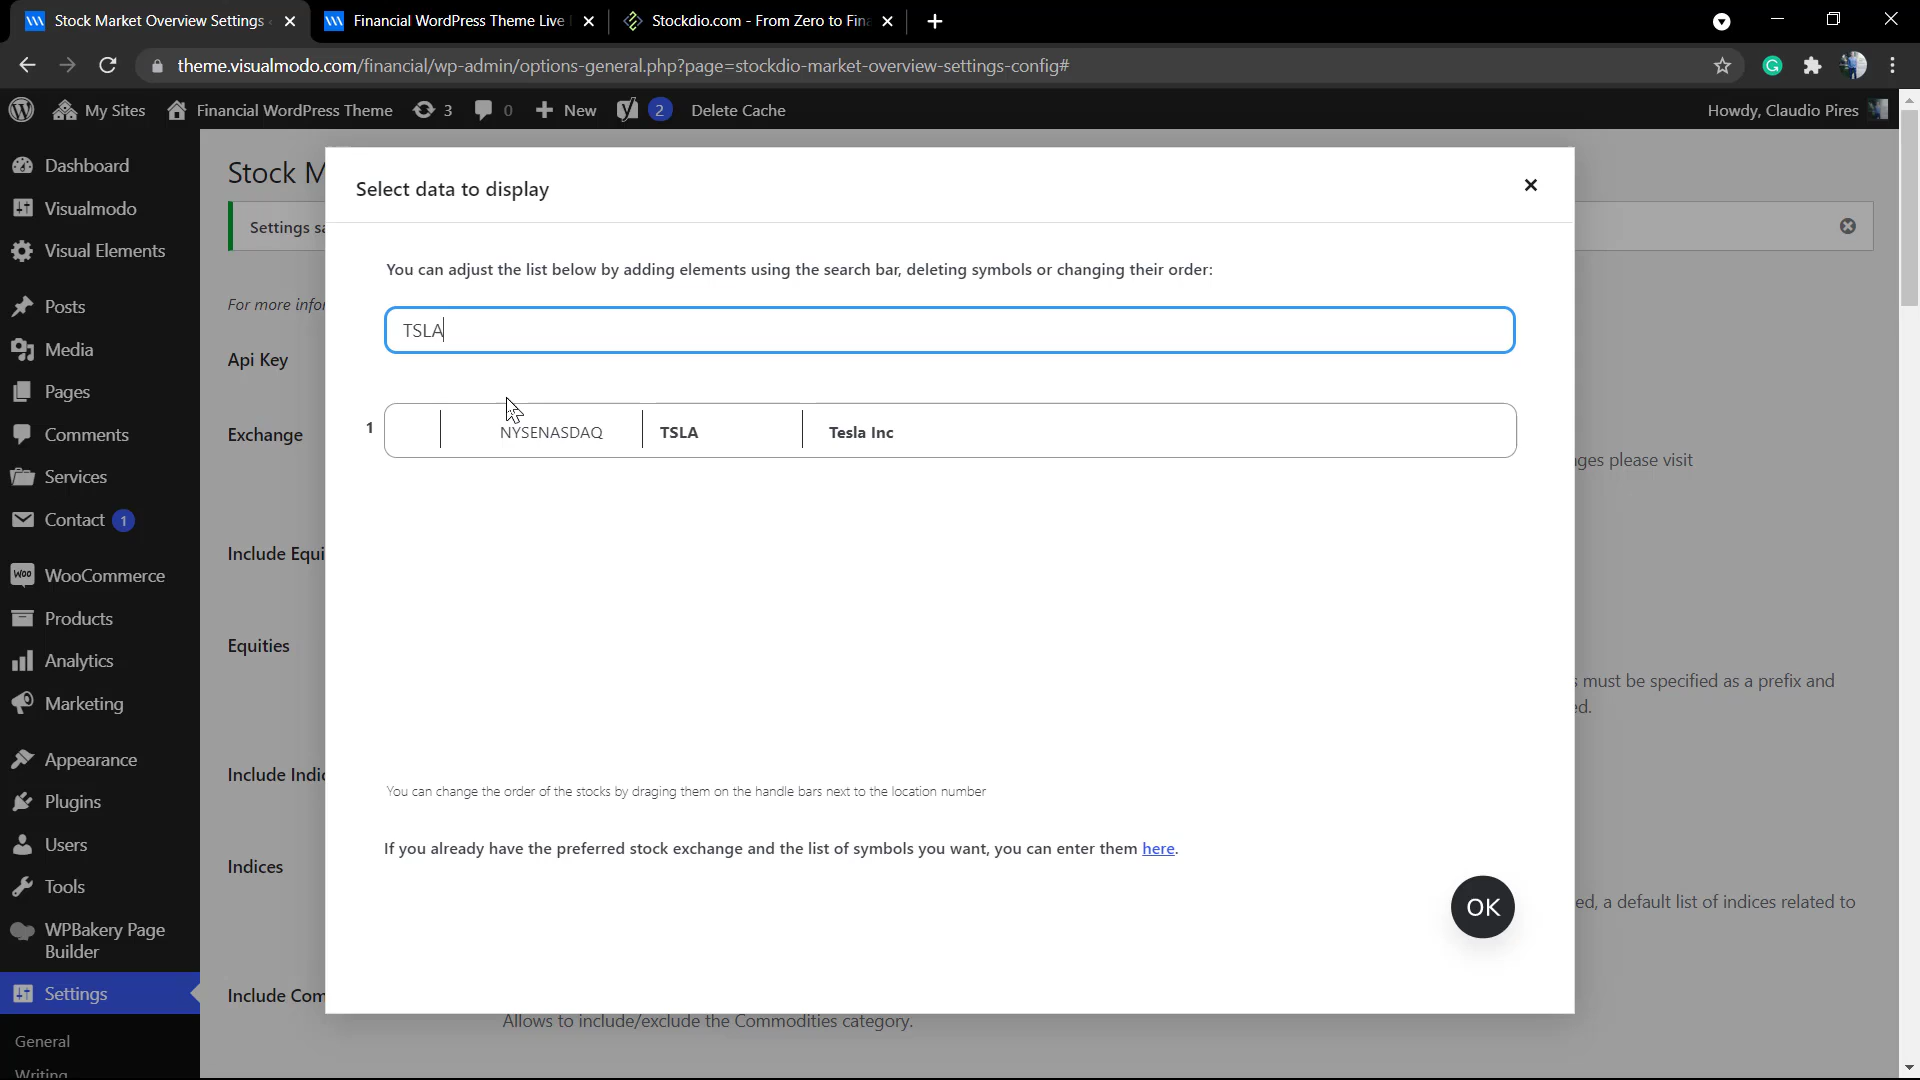 Stock Market Overview Settings
Financial WordPress Theme Live
Stockdio.com - From Zero to Fin
theme.visualmodo.com/financial/wp-admin/options-general.php?page=stockdio-market-overview-settings-config#
My Sites
Financial WordPress Theme
3
0
New
2
Delete Cache
Howdy, Claudio Pires
Dashboard
Visualmodo
Visual Elements
Posts
Media
Pages
Comments
Services
Contact 1
WooCommerce
Products
Analytics
Marketing
Appearance
Plugins
Users
Tools
WPBakery Page
Builder
Settings
General
Writing
Stock M
Settings sa
For more infor
Api Key
Exchange
ages please visit
Include Equi
Equities
s must be specified as a prefix and
ed.
Include Indic
Indices
ed, a default list of indices related to
Include Com
Allows to include/exclude the Commodities category.
Select data to display
You can adjust the list below by adding elements using the search bar, deleting symbols or changing their order:
TSLA
1
NYSENASDAQ
TSLA
Tesla Inc
You can change the order of the stocks by draging them on the handle bars next to the location number
If you already have the preferred stock exchange and the list of symbols you want, you can enter them here.
OK